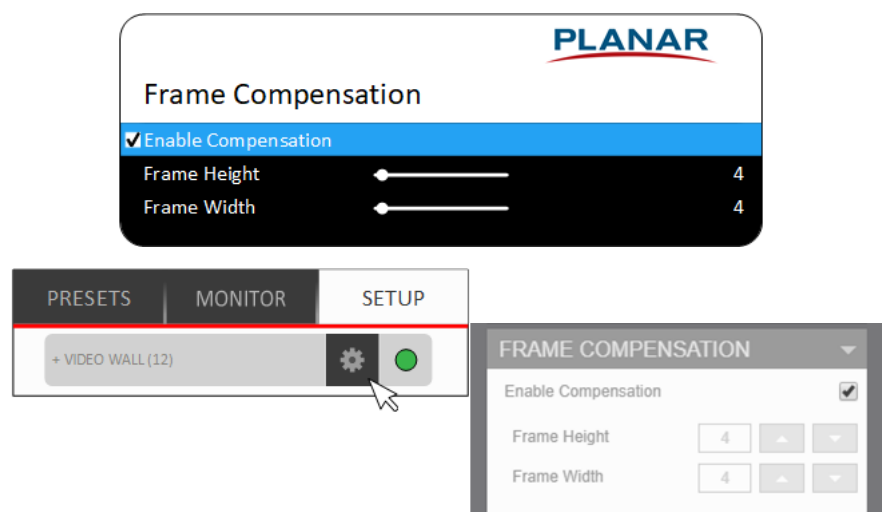 PLANAR
Frame Compensation
Enable Compensation
Frame Height 4
Frame Width 4
PRESETS MONITOR SETUP
+ VIDEO WALL (12)
FRAME COMPENSATION
Enable Compensation
Frame Height 4
Frame Width 4